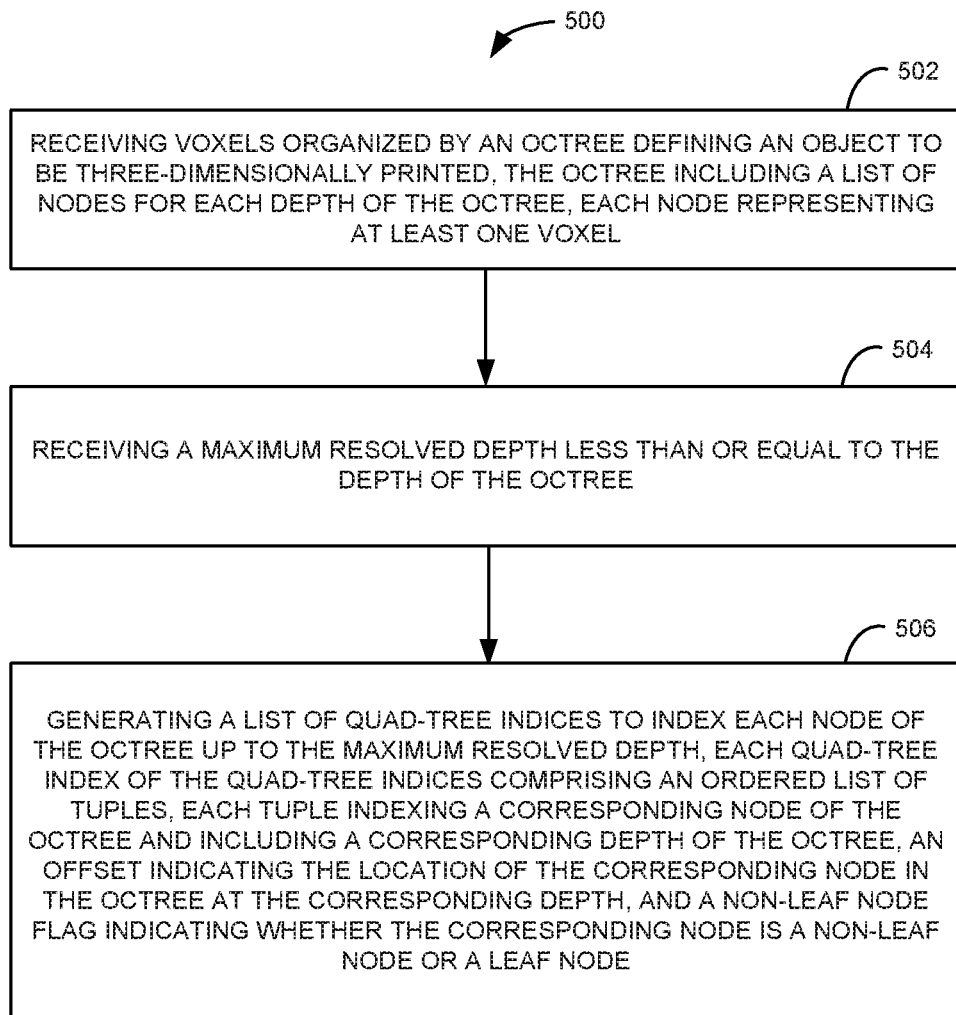 500
502
RECEIVING VOXELS ORGANIZED BY AN OCTREE DEFINING AN OBJECT TO
BE THREE-DIMENSIONALLY PRINTED, THE OCTREE INCLUDING A LIST OF
NODES FOR EACH DEPTH OF THE OCTREE, EACH NODE REPRESENTING
AT LEAST ONE VOXEL
504
RECEIVING A MAXIMUM RESOLVED DEPTH LESS THAN OR EQUAL TO THE
DEPTH OF THE OCTREE
506
GENERATING A LIST OF QUAD-TREE INDICES TO INDEX EACH NODE OF
THE OCTREE UP TO THE MAXIMUM RESOLVED DEPTH, EACH QUAD-TREE
INDEX OF THE QUAD-TREE INDICES COMPRISING AN ORDERED LIST OF
TUPLES, EACH TUPLE INDEXING A CORRESPONDING NODE OF THE
OCTREE AND INCLUDING A CORRESPONDING DEPTH OF THE OCTREE, AN
OFFSET INDICATING THE LOCATION OF THE CORRESPONDING NODE IN
THE OCTREE AT THE CORRESPONDING DEPTH, AND A NON-LEAF NODE
FLAG INDICATING WHETHER THE CORRESPONDING NODE IS A NON-LEAF
NODE OR A LEAF NODE